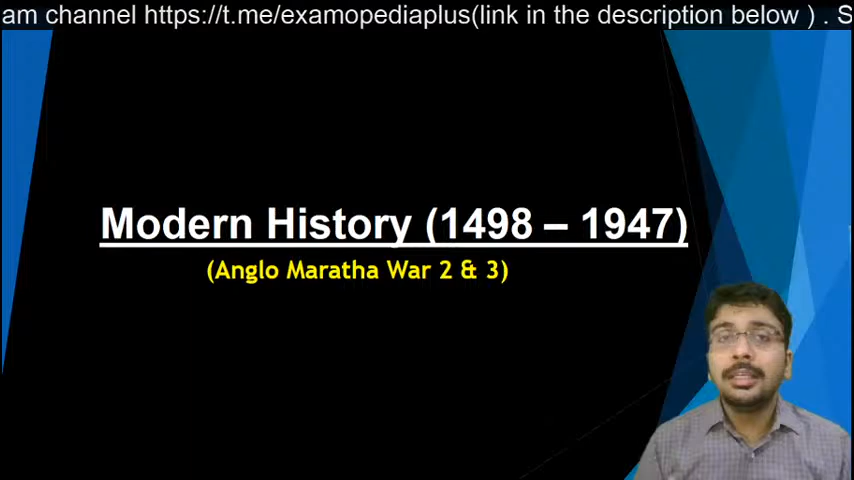 am channel https://t.me/examopediaplus(link in the description below ) . S
Modern History (1498 – 1947)
(Anglo Maratha War 2 & 3)